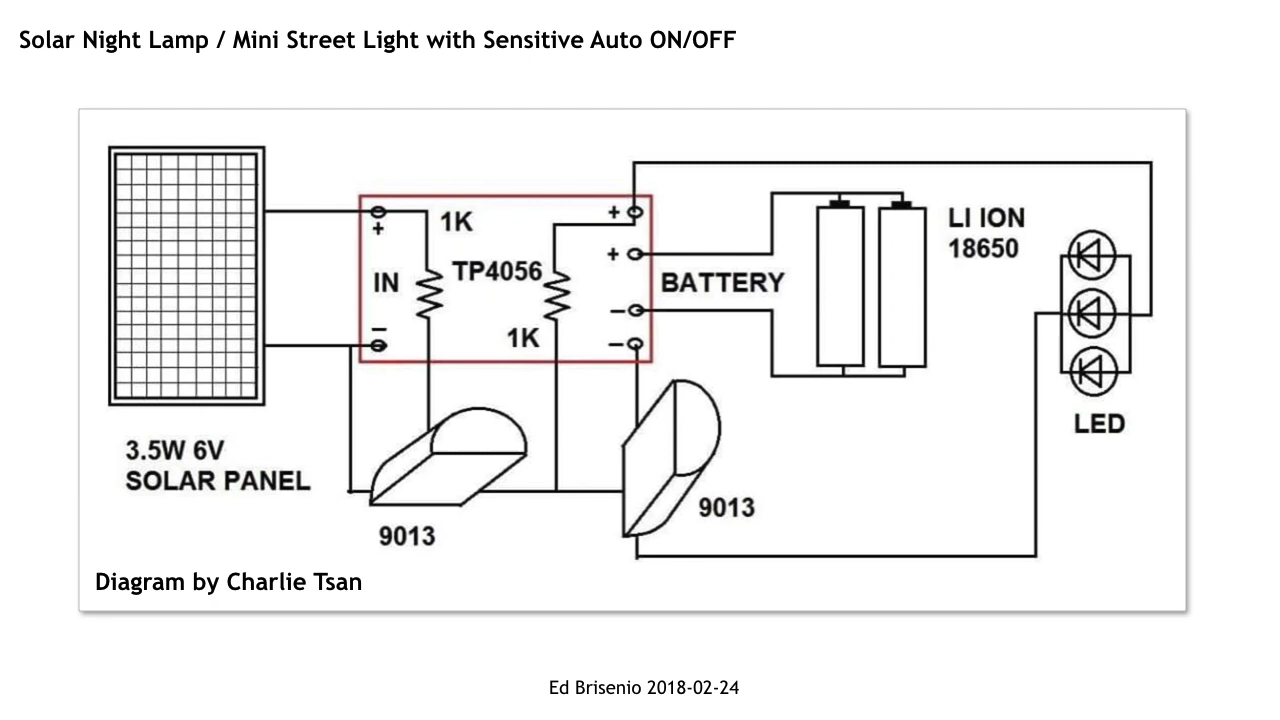 Solar Night Lamp / Mini Street Light with Sensitive Auto ON/OFF
+
IN
−
1K
TP4056
1K
+
+
−
−
BATTERY
LI ION
18650
LED
3.5W 6V
SOLAR PANEL
9013
9013
Diagram by Charlie Tsan
Ed Brisenio 2018-02-24